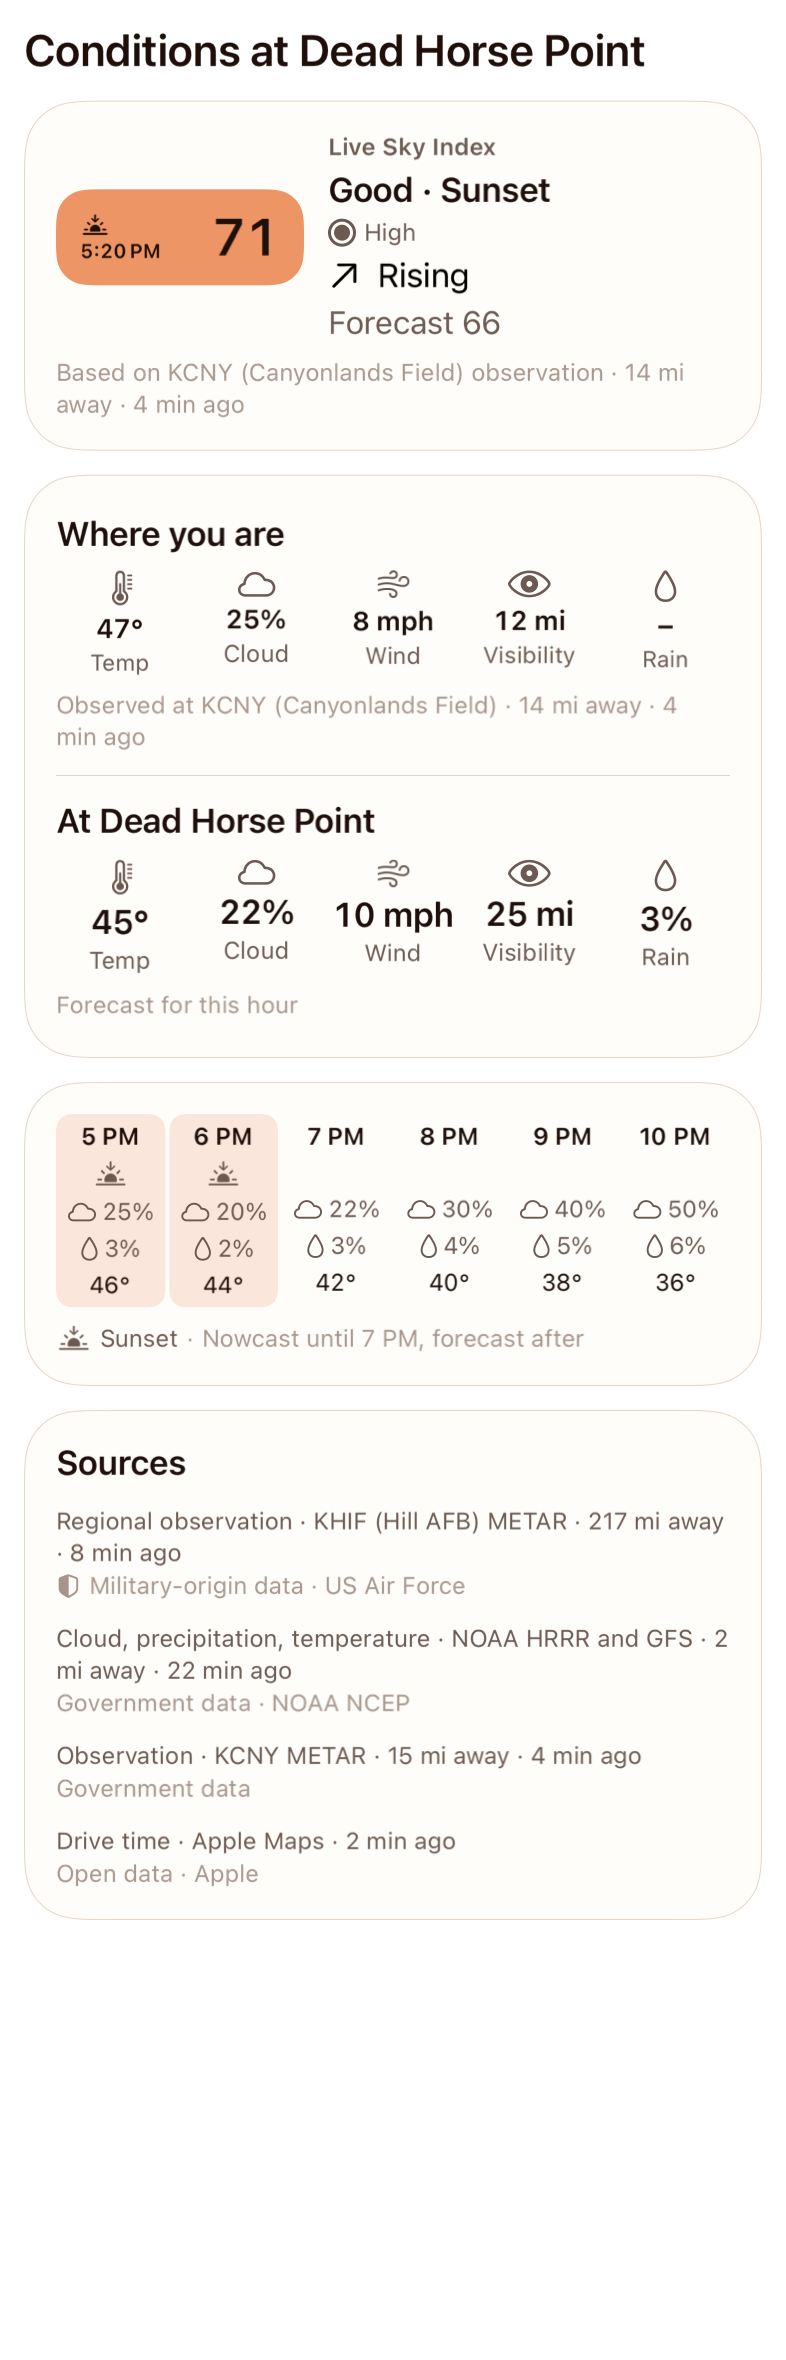 Conditions at Dead Horse Point
Live Sky Index
Good · Sunset
High
Rising
Forecast 66
5:20 PM
71
Based on KCNY (Canyonlands Field) observation · 14 mi
away · 4 min ago
Where you are
47° 25% 8 mph 12 mi –
Temp Cloud Wind Visibility Rain
Observed at KCNY (Canyonlands Field) · 14 mi away · 4
min ago
At Dead Horse Point
45° 22% 10 mph 25 mi 3%
Temp Cloud Wind Visibility Rain
Forecast for this hour
5 PM 6 PM 7 PM 8 PM 9 PM 10 PM
25% 20% 22% 30% 40% 50%
3% 2% 3% 4% 5% 6%
46° 44° 42° 40° 38° 36°
Sunset · Nowcast until 7 PM, forecast after
Sources
Regional observation · KHIF (Hill AFB) METAR · 217 mi away
· 8 min ago
Military-origin data · US Air Force
Cloud, precipitation, temperature · NOAA HRRR and GFS · 2
mi away · 22 min ago
Government data · NOAA NCEP
Observation · KCNY METAR · 15 mi away · 4 min ago
Government data
Drive time · Apple Maps · 2 min ago
Open data · Apple